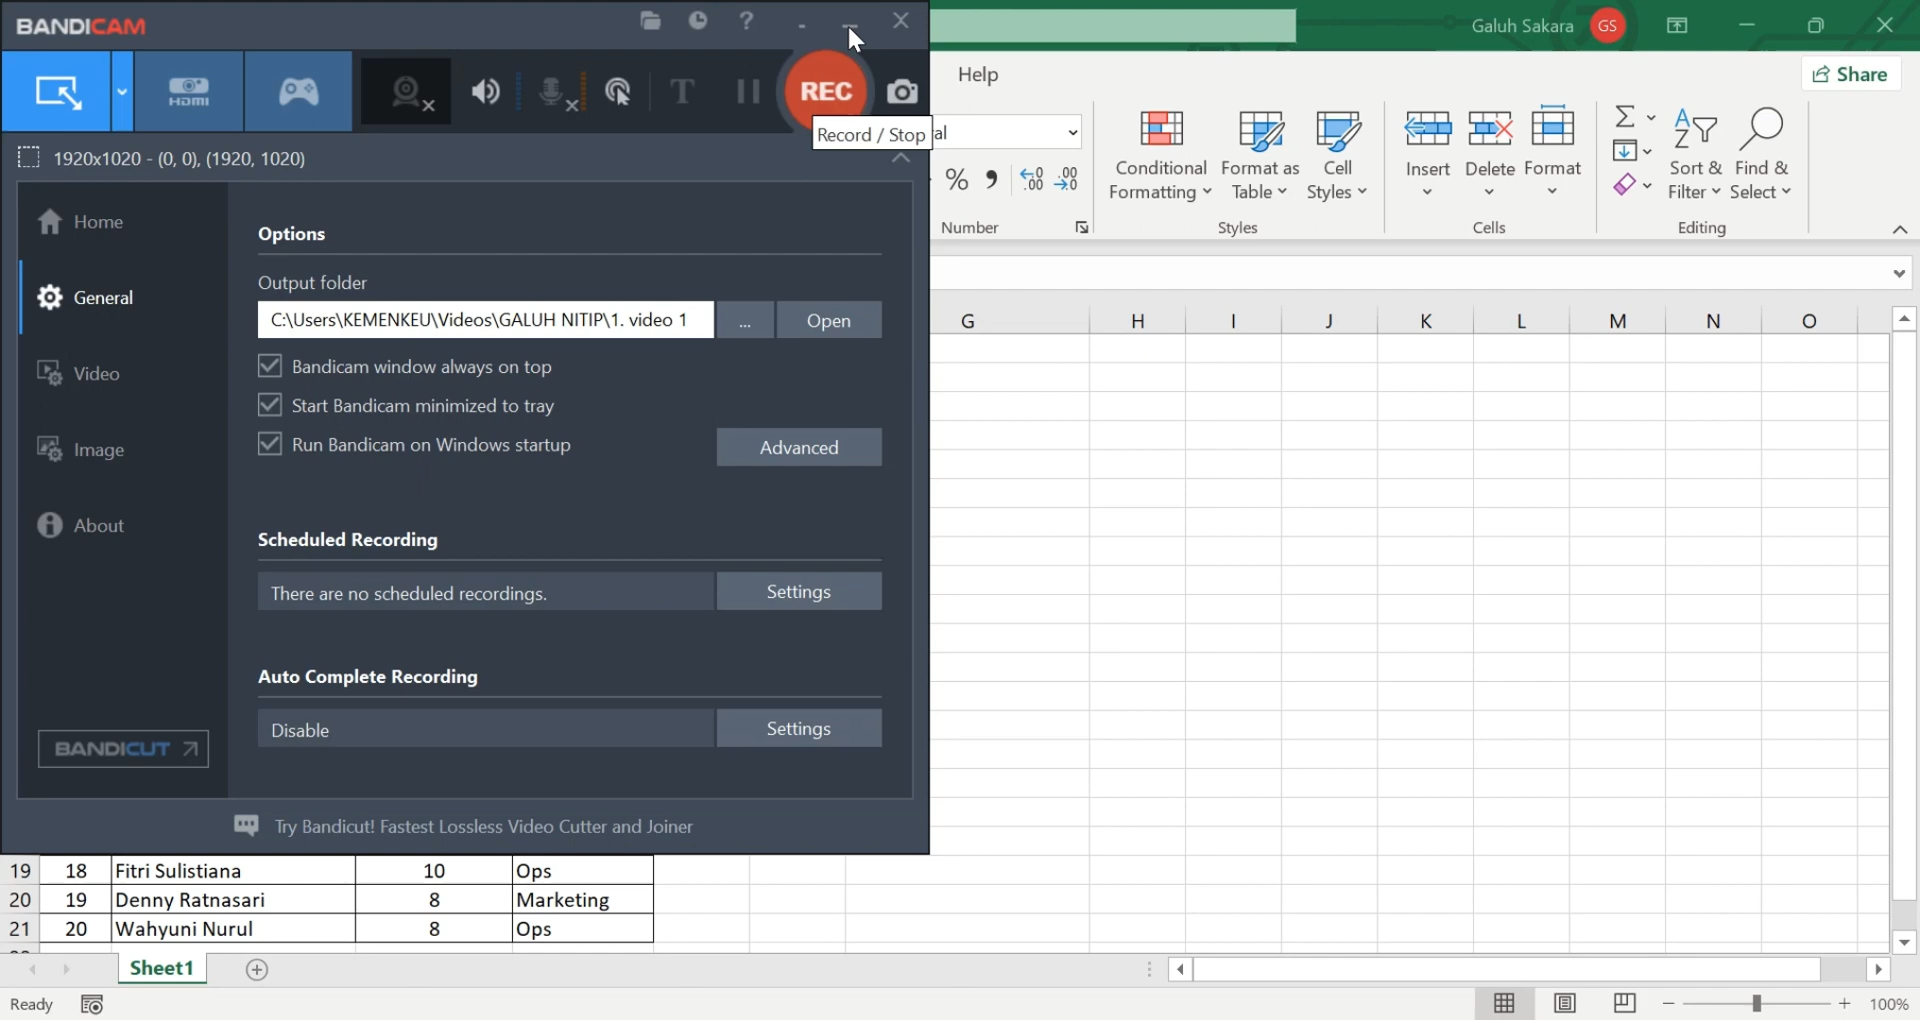 BANDICAM
?
Galuh Sakara GS
HDMI
T
REC
Record / Stop
al
Help
Share
1920x1020 - (0, 0), (1920, 1020)
% , .00 .00
Conditional Formatting
Format as Table
Cell Styles
Insert
Delete
Format
Sort & Filter
Find & Select
Number
Styles
Cells
Editing
Home
General
Video
Image
About
BANDICUT
Options
Output folder
C:\Users\KEMENKEU\Videos\GALUH NITIP\1. video 1
...
Open
Bandicam window always on top
Start Bandicam minimized to tray
Run Bandicam on Windows startup
Advanced
Scheduled Recording
There are no scheduled recordings.
Settings
Auto Complete Recording
Disable
Settings
Try Bandicut! Fastest Lossless Video Cutter and Joiner
G H I J K L M N O
19 18 Fitri Sulistiana 10 Ops
20 19 Denny Ratnasari 8 Marketing
21 20 Wahyuni Nurul 8 Ops
Sheet1
Ready
100%